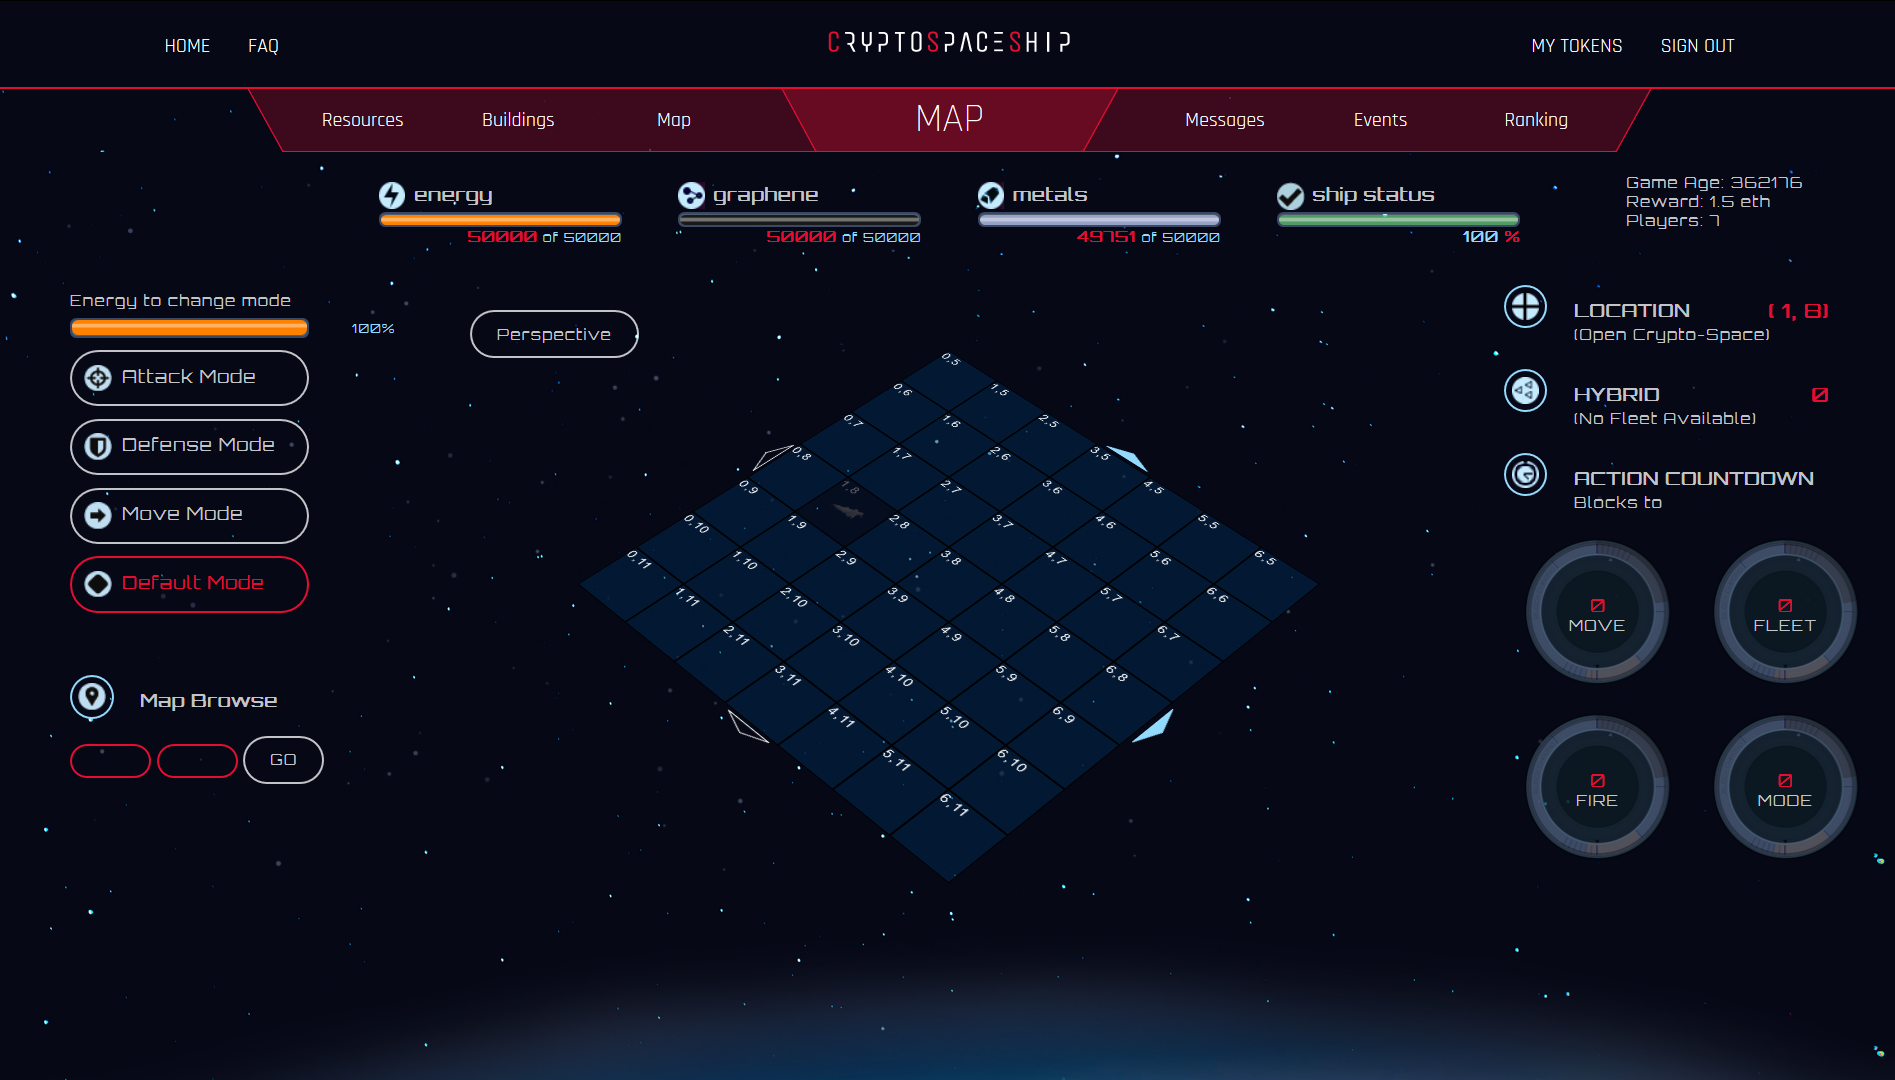 HOME FAQ CRYPTOSPACESHIP MY TOKENS SIGN OUT
Resources Buildings Map MAP Messages Events Ranking
energy
50000 of 50000
graphene
50000 of 50000
metals
49751 of 50000
ship status
100 %
Game Age: 362176
Reward: 1.5 eth
Players: 7
Energy to change mode
100%
Attack Mode
Defense Mode
Move Mode
Default Mode
Map Browse
GO
Perspective
0,5
0,6 1,5
0,7 1,6 2,5
0,8 1,7 2,6 3,5
0,9 1,8 2,7 3,6 4,5
0,10 1,9 2,8 3,7 4,6 5,5
0,11 1,10 2,9 3,8 4,7 5,6 6,5
1,11 2,10 3,9 4,8 5,7 6,6
2,11 3,10 4,9 5,8 6,7
3,11 4,10 5,9 6,8
4,11 5,10 6,9
5,11 6,10
6,11
LOCATION ( 1, 8)
(Open Crypto-Space)
HYBRID 0
(No Fleet Available)
ACTION COUNTDOWN
Blocks to
0
MOVE
0
FLEET
0
FIRE
0
MODE